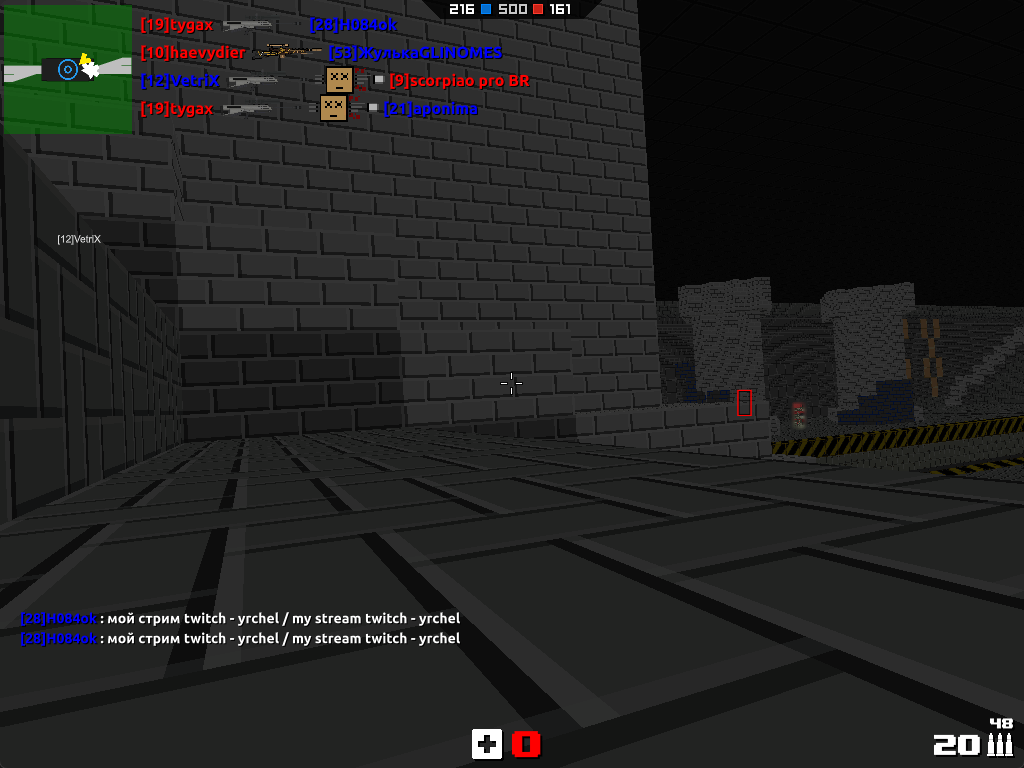 216 500 161
[19]tygax [28]H084ok
[10]haevydier [53]ЖулькаGLINOMES
[12]VetriX [9]scorpiao pro BR
[19]tygax [21]aponima
[12]VetriX
[28]H084ok : мой стрим twitch - yrchel / my stream twitch - yrchel
[28]H084ok : мой стрим twitch - yrchel / my stream twitch - yrchel
48
0 20